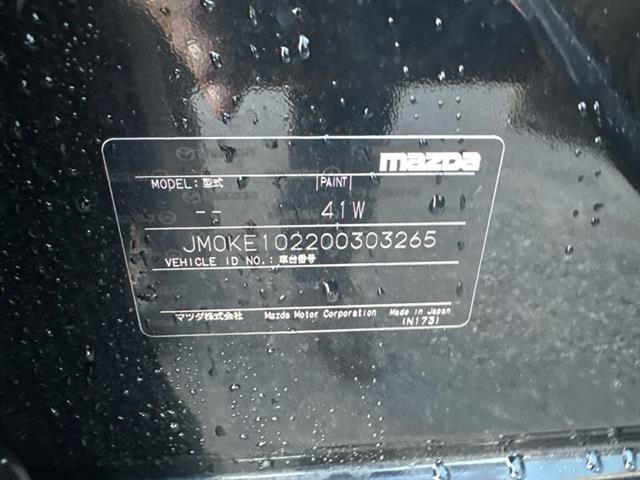 mazda
MODEL:型式 PAINT
-- 41W
JM0KE102200303265
VEHICLE ID NO.:車台番号
マツダ株式会社 Mazda Motor Corporation Made in Japan
(N173)